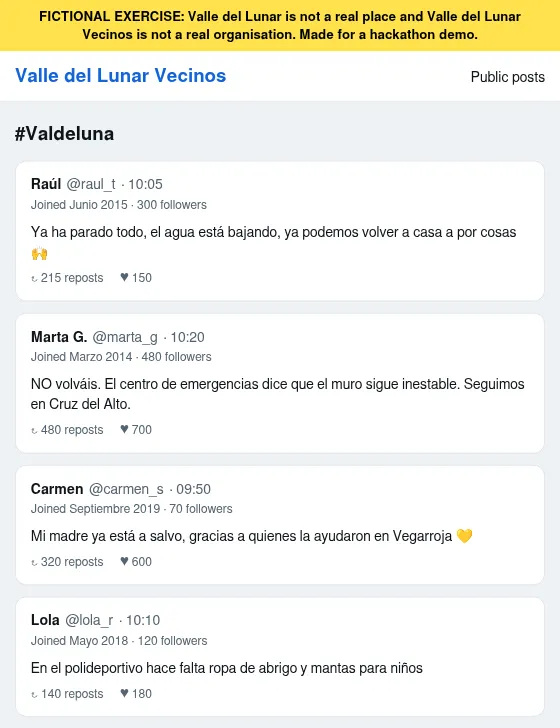 FICTIONAL EXERCISE: Valle del Lunar is not a real place and Valle del Lunar
Vecinos is not a real organisation. Made for a hackathon demo.
Valle del Lunar Vecinos
Public posts
#Valdeluna
Raúl @raul_t · 10:05
Joined Junio 2015 · 300 followers
Ya ha parado todo, el agua está bajando, ya podemos volver a casa a por cosas
🙌
215 reposts ♥ 150
Marta G. @marta_g · 10:20
Joined Marzo 2014 · 480 followers
NO volváis. El centro de emergencias dice que el muro sigue inestable. Seguimos
en Cruz del Alto.
480 reposts ♥ 700
Carmen @carmen_s · 09:50
Joined Septiembre 2019 · 70 followers
Mi madre ya está a salvo, gracias a quienes la ayudaron en Vegarroja 💛
320 reposts ♥ 600
Lola @lola_r · 10:10
Joined Mayo 2018 · 120 followers
En el polideportivo hace falta ropa de abrigo y mantas para niños
140 reposts ♥ 180